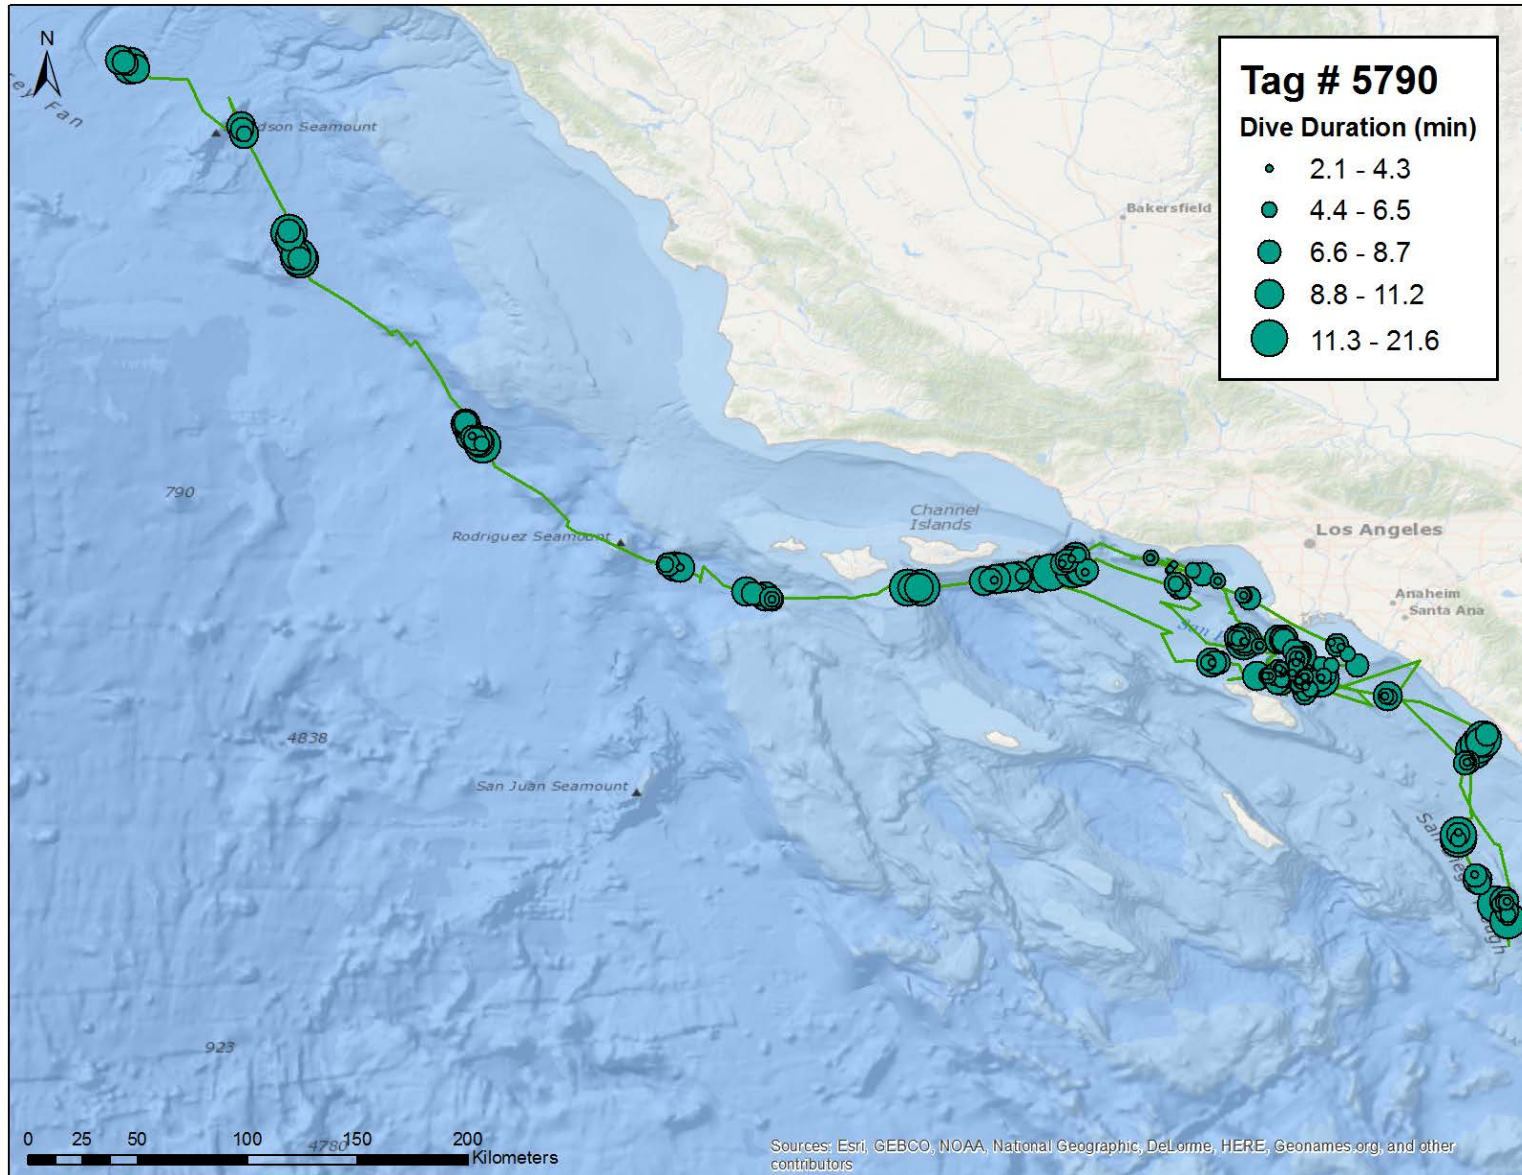 N
rey Fan
dson Seamount
Tag # 5790
Dive Duration (min)
2.1 - 4.3
4.4 - 6.5
6.6 - 8.7
8.8 - 11.2
11.3 - 21.6
Bakersfield
790
Channel
Islands
Rodriguez Seamount
Los Angeles
Anaheim
Santa Ana
San
4838
San Juan Seamount
San
923
4780
0 25 50 100 150 200
Kilometers
Sources: Esri, GEBCO, NOAA, National Geographic, DeLorme, HERE, Geonames.org, and other
contributors